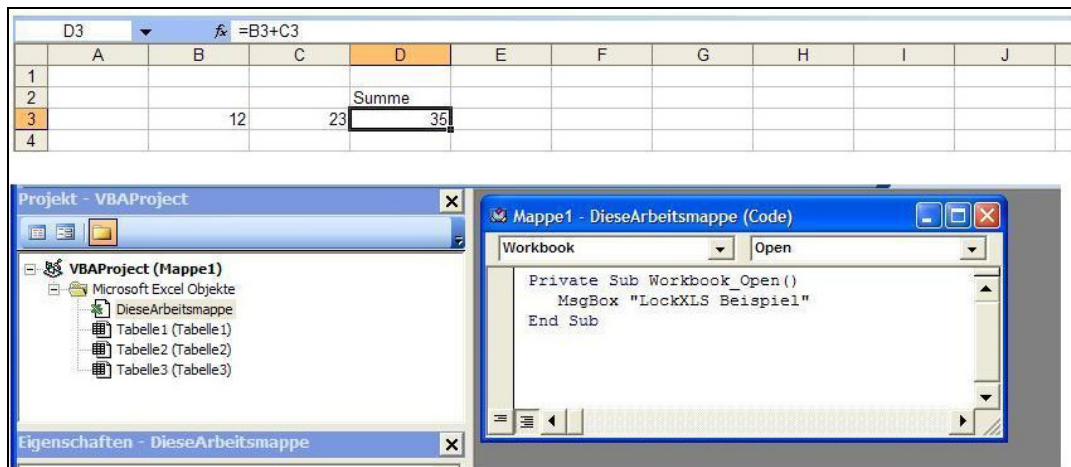 D3 fx =B3+C3
A B C D E F G H I J
1
2 Summe
3 12 23 35
4
Projekt - VBAProject
VBAProject (Mappe1)
Microsoft Excel Objekte
DieseArbeitsmappe
Tabelle1 (Tabelle1)
Tabelle2 (Tabelle2)
Tabelle3 (Tabelle3)
Eigenschaften - DieseArbeitsmappe
Mappe1 - DieseArbeitsmappe (Code)
Workbook Open
Private Sub Workbook_Open()
MsgBox "LockXLS Beispiel"
End Sub